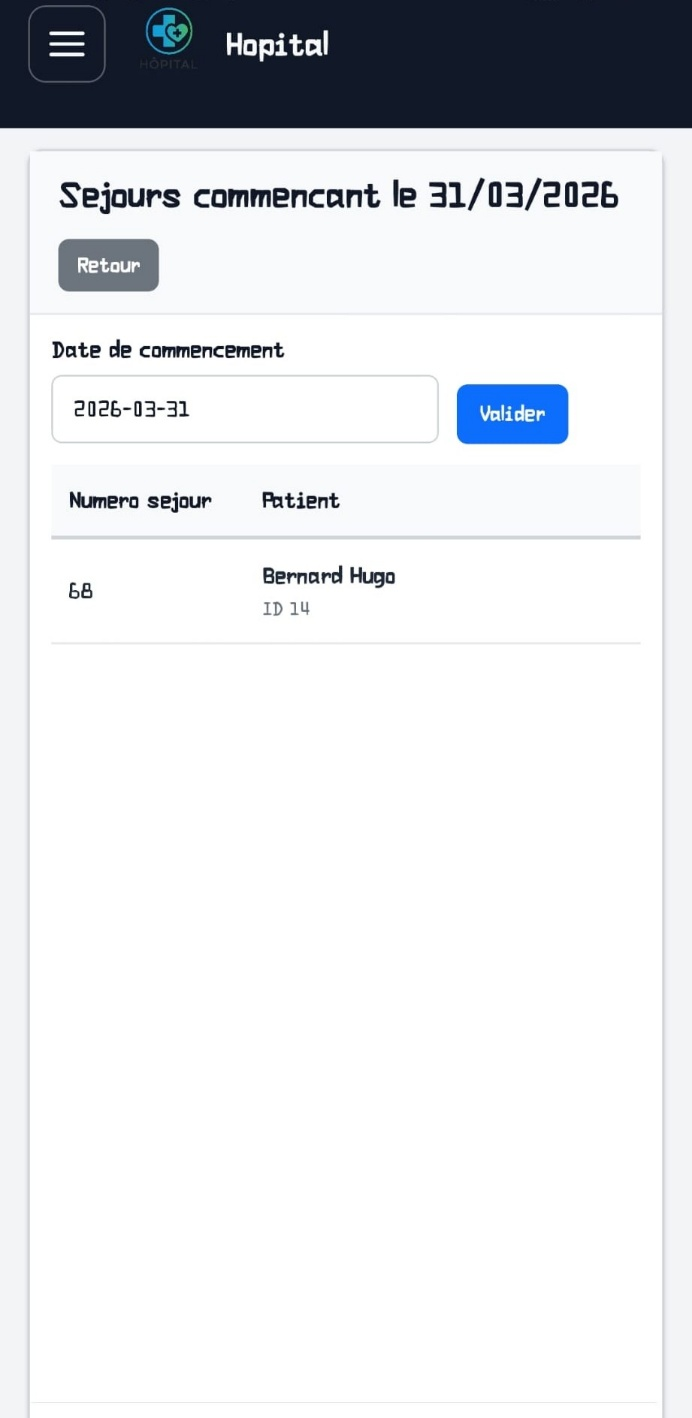 HÔPITAL
Hopital
Sejours commencant le 31/03/2026
Retour
Date de commencement
2026-03-31
Valider
Numero sejour Patient
68
Bernard Hugo
ID 14